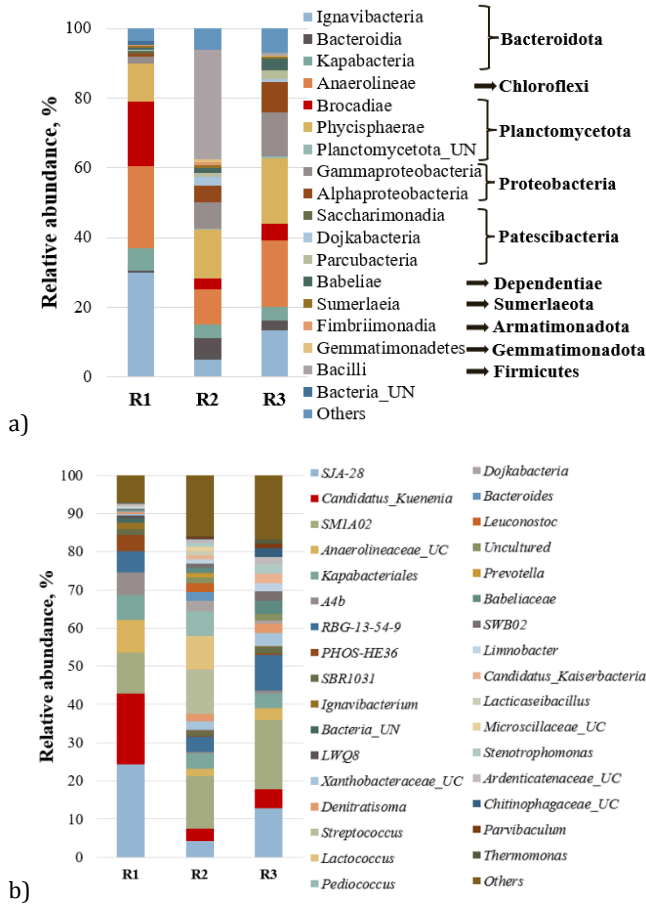 100
80
60
40
20
0
Relative abundance, %
R1 R2 R3
Ignavibacteria
Bacteroidia
Kapabacteria
Anaerolineae
Brocadiae
Phycisphaerae
Planctomycetota_UN
Gammaproteobacteria
Alphaproteobacteria
Saccharimonadia
Dojkabacteria
Parcubacteria
Babeliae
Sumerlaeia
Fimbriimonadia
Gemmatimonadetes
Bacilli
Bacteria_UN
Others
Bacteroidota
Chloroflexi
Planctomycetota
Proteobacteria
Patescibacteria
Dependentiae
Sumerlaeota
Armatimonadota
Gemmatimonadota
Firmicutes
a)
100
90
80
70
60
50
40
30
20
10
0
Relative abundance, %
R1 R2 R3
SJA-28
Candidatus_Kuenenia
SM1A02
Anaerolineaceae_UC
Kapabacteriales
A4b
RBG-13-54-9
PHOS-HE36
SBR1031
Ignavibacterium
Bacteria_UN
LWQ8
Xanthobacteraceae_UC
Denitratisoma
Streptococcus
Lactococcus
Pediococcus
Dojkabacteria
Bacteroides
Leuconostoc
Uncultured
Prevotella
Babeliaceae
SWB02
Limnobacter
Candidatus_Kaiserbacteria
Lacticaseibacillus
Microscillaceae_UC
Stenotrophomonas
Ardenticatenaceae_UC
Chitinophagaceae_UC
Parvibaculum
Thermomonas
Others
b)